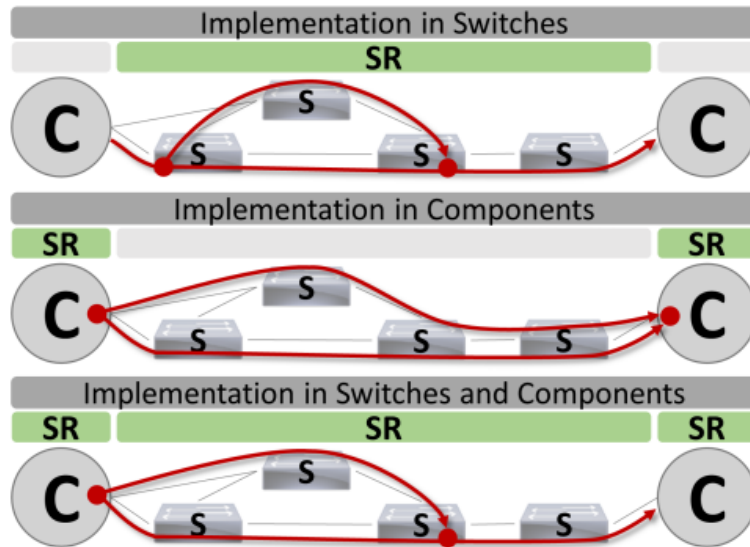 Implementation in Switches
SR
C S S S S C
Implementation in Components
SR SR
C S S S S C
Implementation in Switches and Components
SR SR SR
C S S S S C